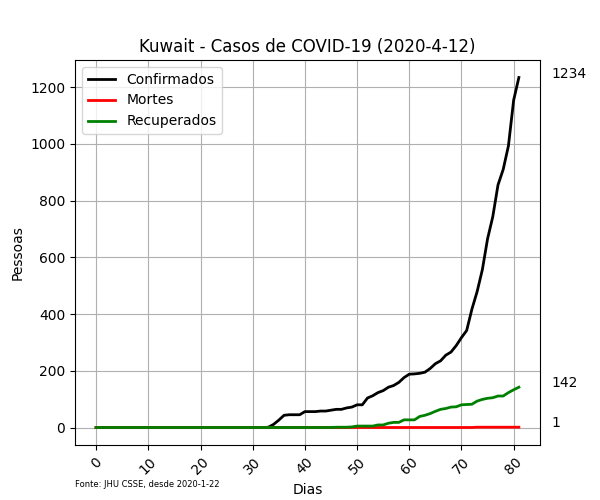 Kuwait - Casos de COVID-19 (2020-4-12)
Confirmados
Mortes
Recuperados
1234
142
1
1200
1000
800
600
400
200
0
Pessoas
0 10 20 30 40 50 60 70 80
Fonte: JHU CSSE, desde 2020-1-22
Dias